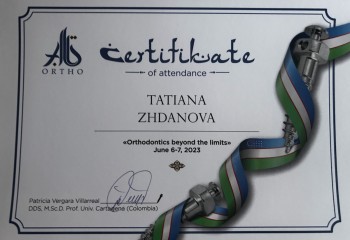 ORTHO
Certifikate
of attendance
TATIANA
ZHDANOVA
«Orthodontics beyond the limits»
June 6-7, 2023
Patricia Vergara Villarreal
DDS, M.Sc.D. Prof. Univ. Cartagena (Colombia)